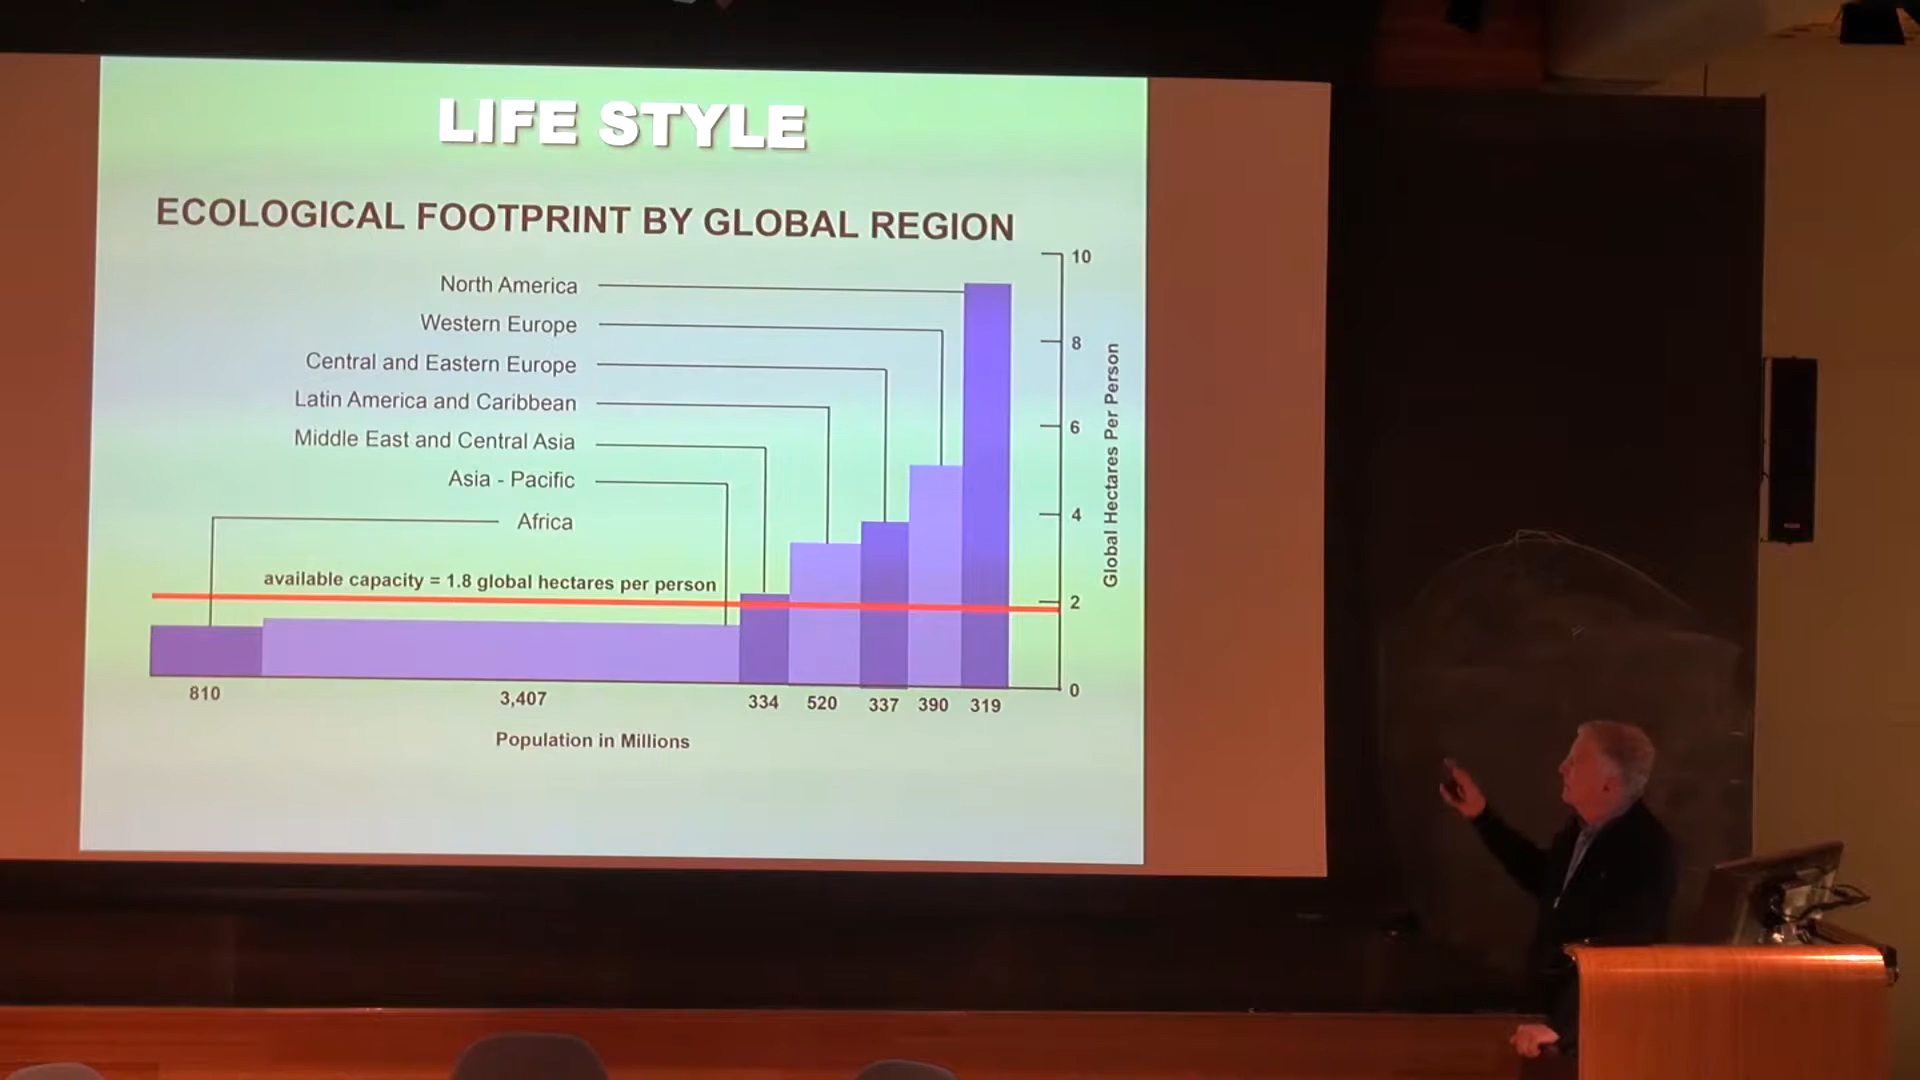 LIFE STYLE
ECOLOGICAL FOOTPRINT BY GLOBAL REGION
10
North America
Western Europe
8
Central and Eastern Europe
Latin America and Caribbean
6
Middle East and Central Asia
Asia - Pacific
4
Africa
Global Hectares Per Person
available capacity = 1.8 global hectares per person
2
0
810
3,407
334
520
337
390
319
Population in Millions